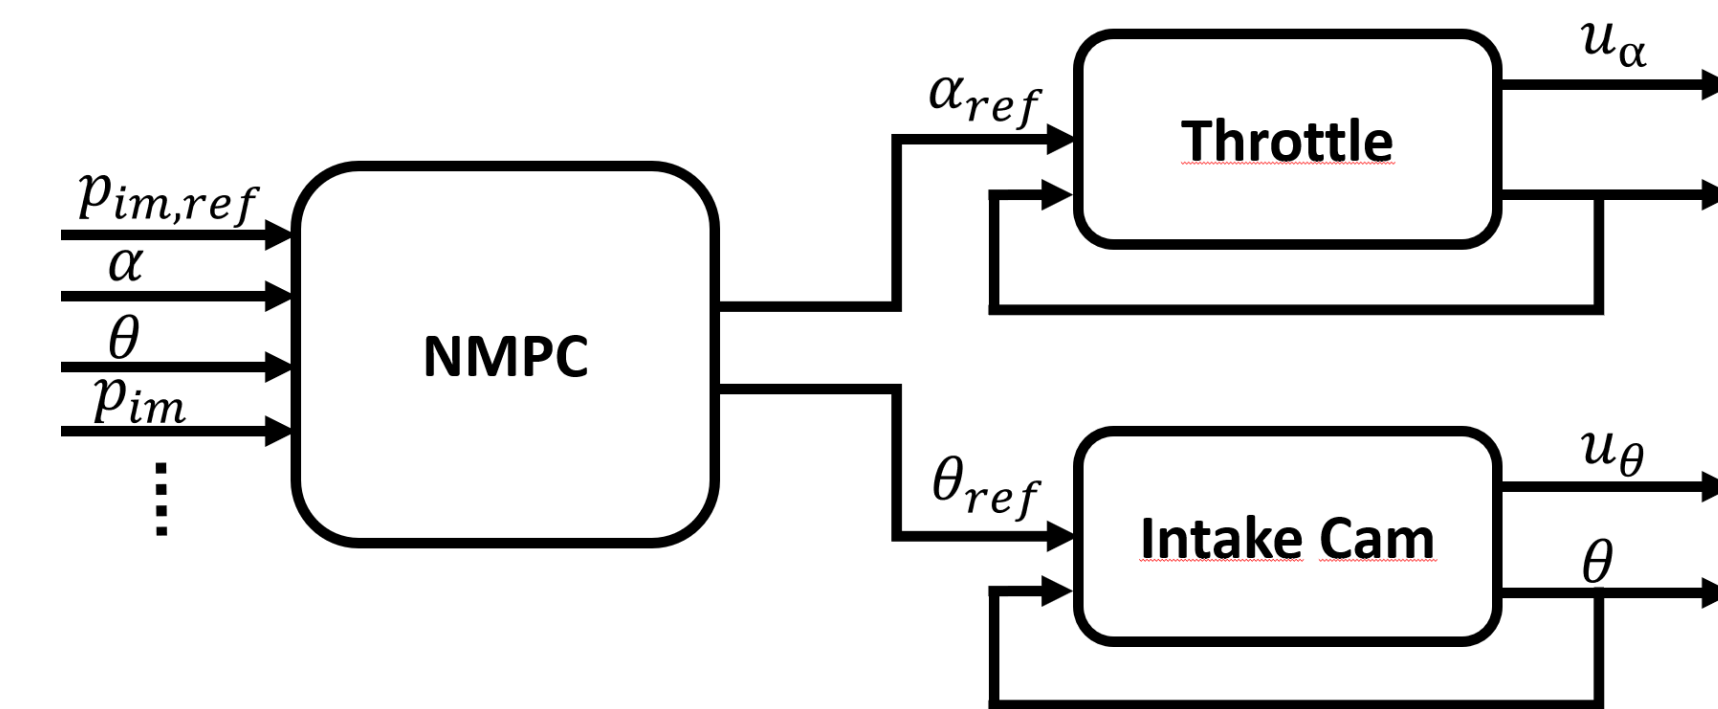 p_{im,ref}
α
θ
p_{im}
NMPC
α_{ref}
Throttle
u_α
θ_{ref}
Intake Cam
u_θ
θ